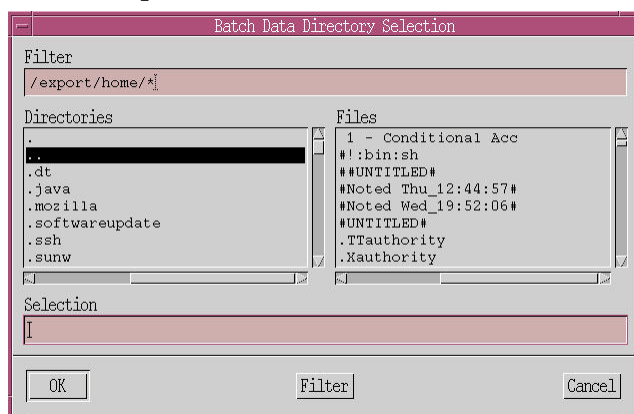 Batch Data Directory Selection
Filter
/export/home/*
Directories
.
..
.dt
.java
.mozilla
.softwareupdate
.ssh
.sunw
Files
1 - Conditional Acc
#!:bin:sh
##UNTITLED#
#Noted Thu_12:44:57#
#Noted Wed_19:52:06#
#UNTITLED#
.TTauthority
.Xauthority
Selection
OK
Filter
Cancel